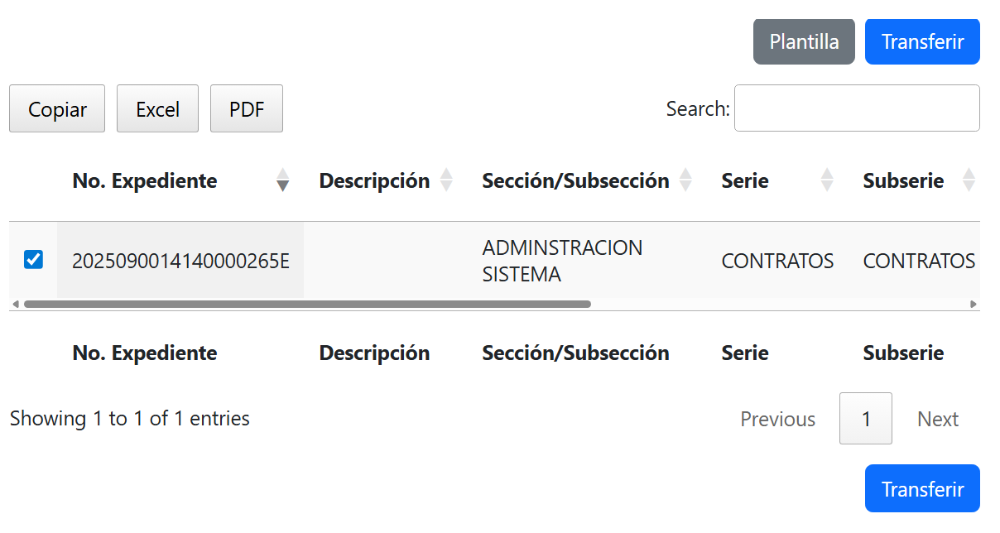 Plantilla Transferir
Copiar Excel PDF Search:
No. Expediente Descripción Sección/Subsección Serie Subserie
2025090014140000265E ADMINSTRACION SISTEMA CONTRATOS CONTRATOS
No. Expediente Descripción Sección/Subsección Serie Subserie
Showing 1 to 1 of 1 entries Previous 1 Next
Transferir